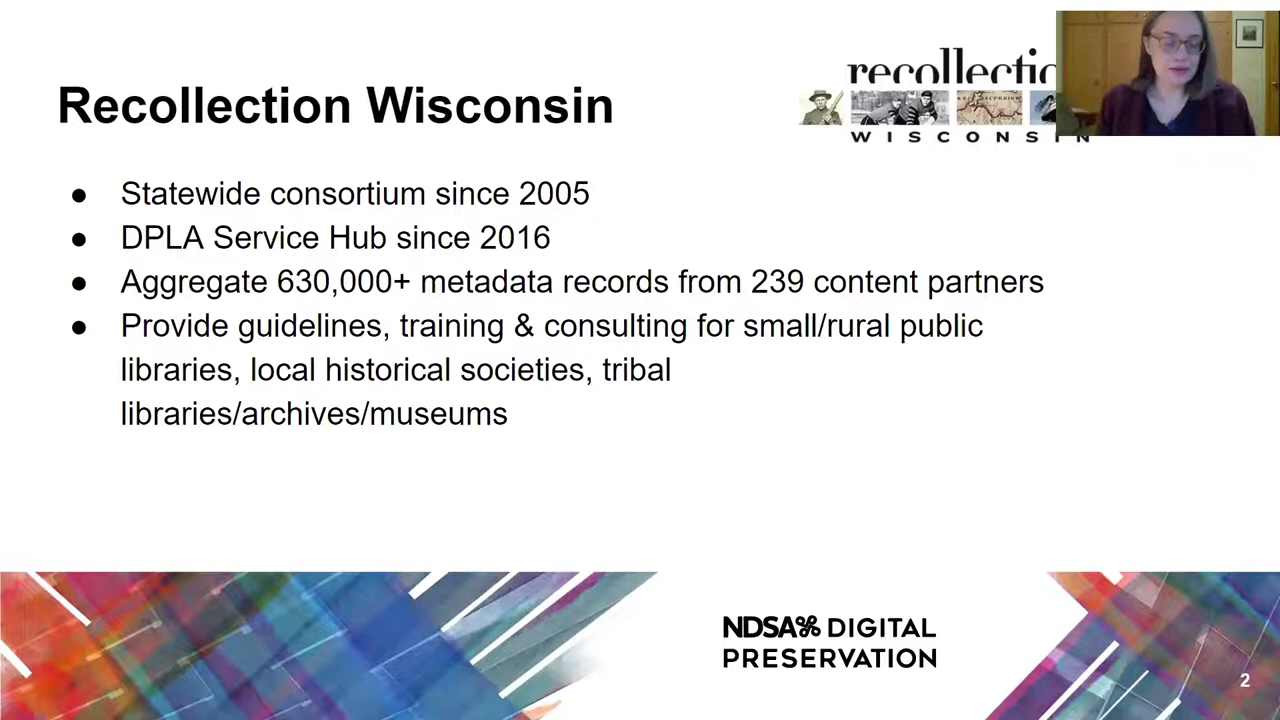 Recollection Wisconsin
recollectio
WISCONSIN
● Statewide consortium since 2005
● DPLA Service Hub since 2016
● Aggregate 630,000+ metadata records from 239 content partners
● Provide guidelines, training & consulting for small/rural public
libraries, local historical societies, tribal
libraries/archives/museums
NDSA DIGITAL
PRESERVATION
2